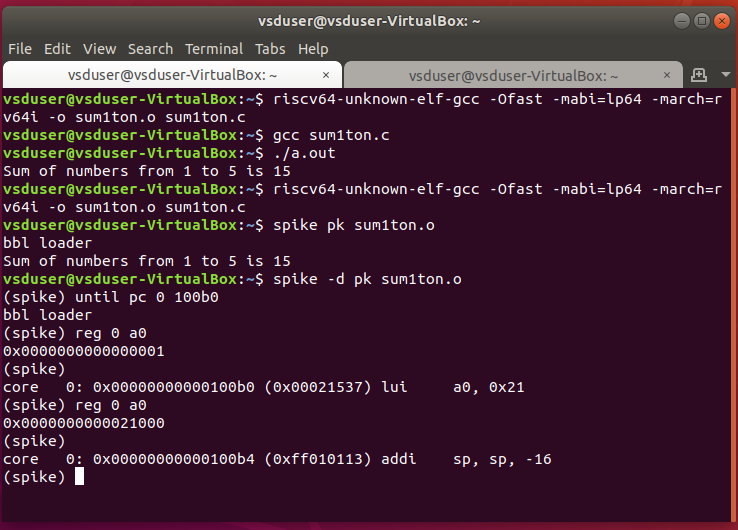 vsduser@vsduser-VirtualBox: ~
File Edit View Search Terminal Tabs Help
vsduser@vsduser-VirtualBox: ~ × vsduser@vsduser-VirtualBox: ~ ×
vsduser@vsduser-VirtualBox:~$ riscv64-unknown-elf-gcc -Ofast -mabi=lp64 -march=r
v64i -o sum1ton.o sum1ton.c
vsduser@vsduser-VirtualBox:~$ gcc sum1ton.c
vsduser@vsduser-VirtualBox:~$ ./a.out
Sum of numbers from 1 to 5 is 15
vsduser@vsduser-VirtualBox:~$ riscv64-unknown-elf-gcc -Ofast -mabi=lp64 -march=r
v64i -o sum1ton.o sum1ton.c
vsduser@vsduser-VirtualBox:~$ spike pk sum1ton.o
bbl loader
Sum of numbers from 1 to 5 is 15
vsduser@vsduser-VirtualBox:~$ spike -d pk sum1ton.o
(spike) until pc 0 100b0
bbl loader
(spike) reg 0 a0
0x0000000000000001
(spike)
core   0: 0x00000000000100b0 (0x00021537) lui     a0, 0x21
(spike) reg 0 a0
0x0000000000021000
(spike)
core   0: 0x00000000000100b4 (0xff010113) addi    sp, sp, -16
(spike)